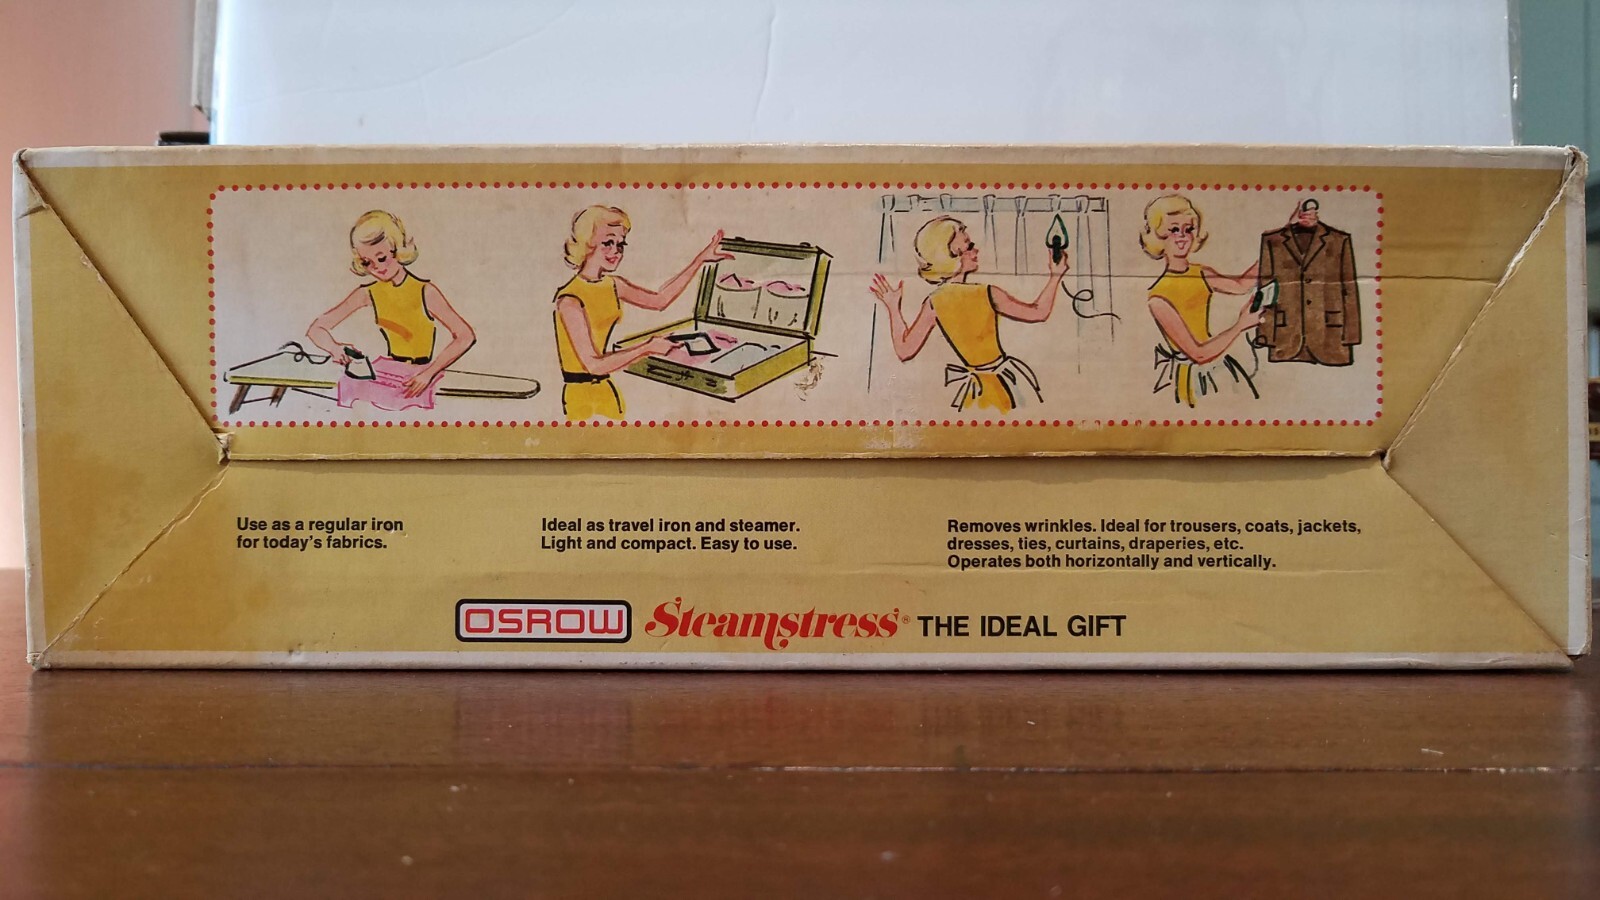 Use as a regular iron
for today's fabrics.
Ideal as travel iron and steamer.
Light and compact. Easy to use.
Removes wrinkles. Ideal for trousers, coats, jackets,
dresses, ties, curtains, draperies, etc.
Operates both horizontally and vertically.
OSROW Steamstress® THE IDEAL GIFT